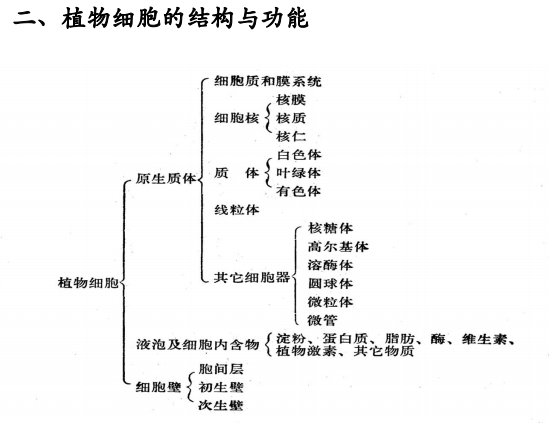 二、植物细胞的结构与功能
细胞质和膜系统
核膜
细胞核
核质
核仁
白色体
质 体
叶绿体
原生质体
有色体
线粒体
核糖体
高尔基体
溶酶体
其它细胞器
圆球体
植物细胞
微粒体
微管
液泡及细胞内含物
淀粉、蛋白质、脂肪、酶、维生素、
植物激素、其它物质
胞间层
细胞壁
初生壁
次生壁